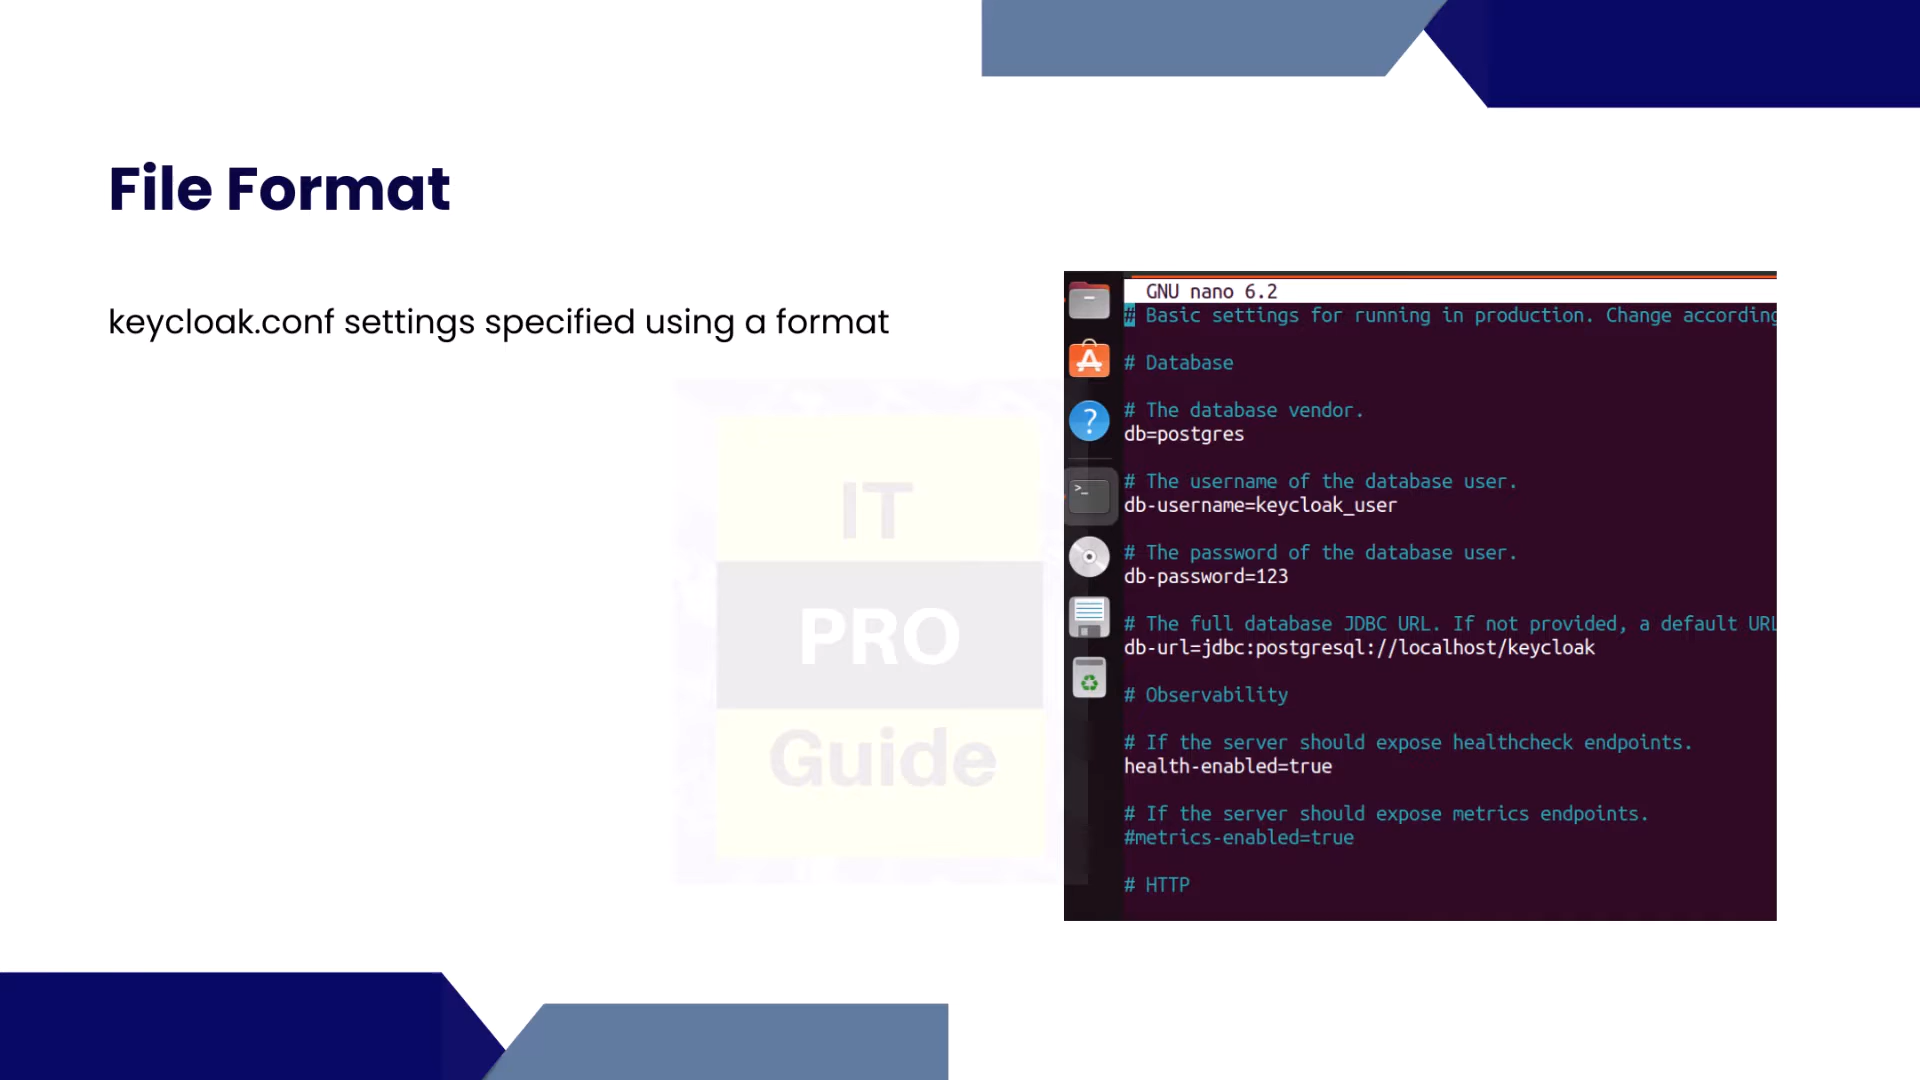 File Format
keycloak.conf settings specified using a format
IT
PRO
Guide
GNU nano 6.2
# Basic settings for running in production. Change according
# Database
# The database vendor.
db=postgres
# The username of the database user.
db-username=keycloak_user
# The password of the database user.
db-password=123
# The full database JDBC URL. If not provided, a default URL
db-url=jdbc:postgresql://localhost/keycloak
# Observability
# If the server should expose healthcheck endpoints.
health-enabled=true
# If the server should expose metrics endpoints.
#metrics-enabled=true
# HTTP